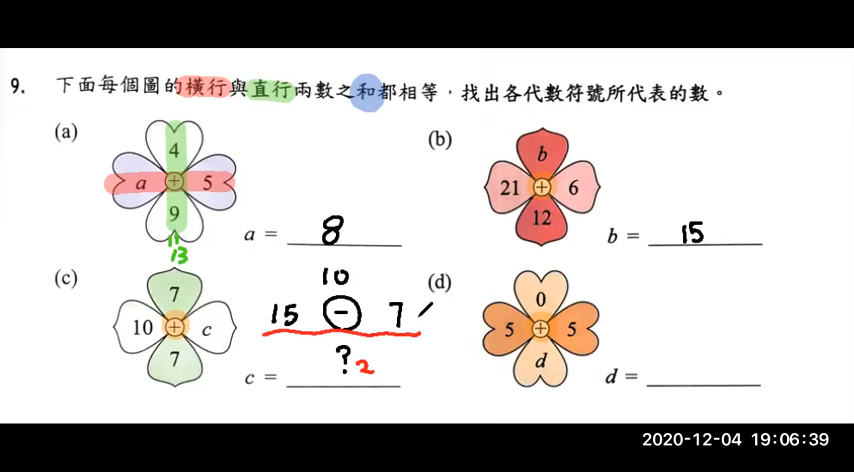 9. 下面每個圖的橫行與直行兩數之和都相等，找出各代數符號所代表的數。
(a)
4
a + 5
9
13
a = 8
(b)
b
21 + 6
12
b = 15
(c)
7
10 + c
7
10
15 - 7
? 2
c =
(d)
0
5 + 5
d
d =
2020-12-04 19:06:39